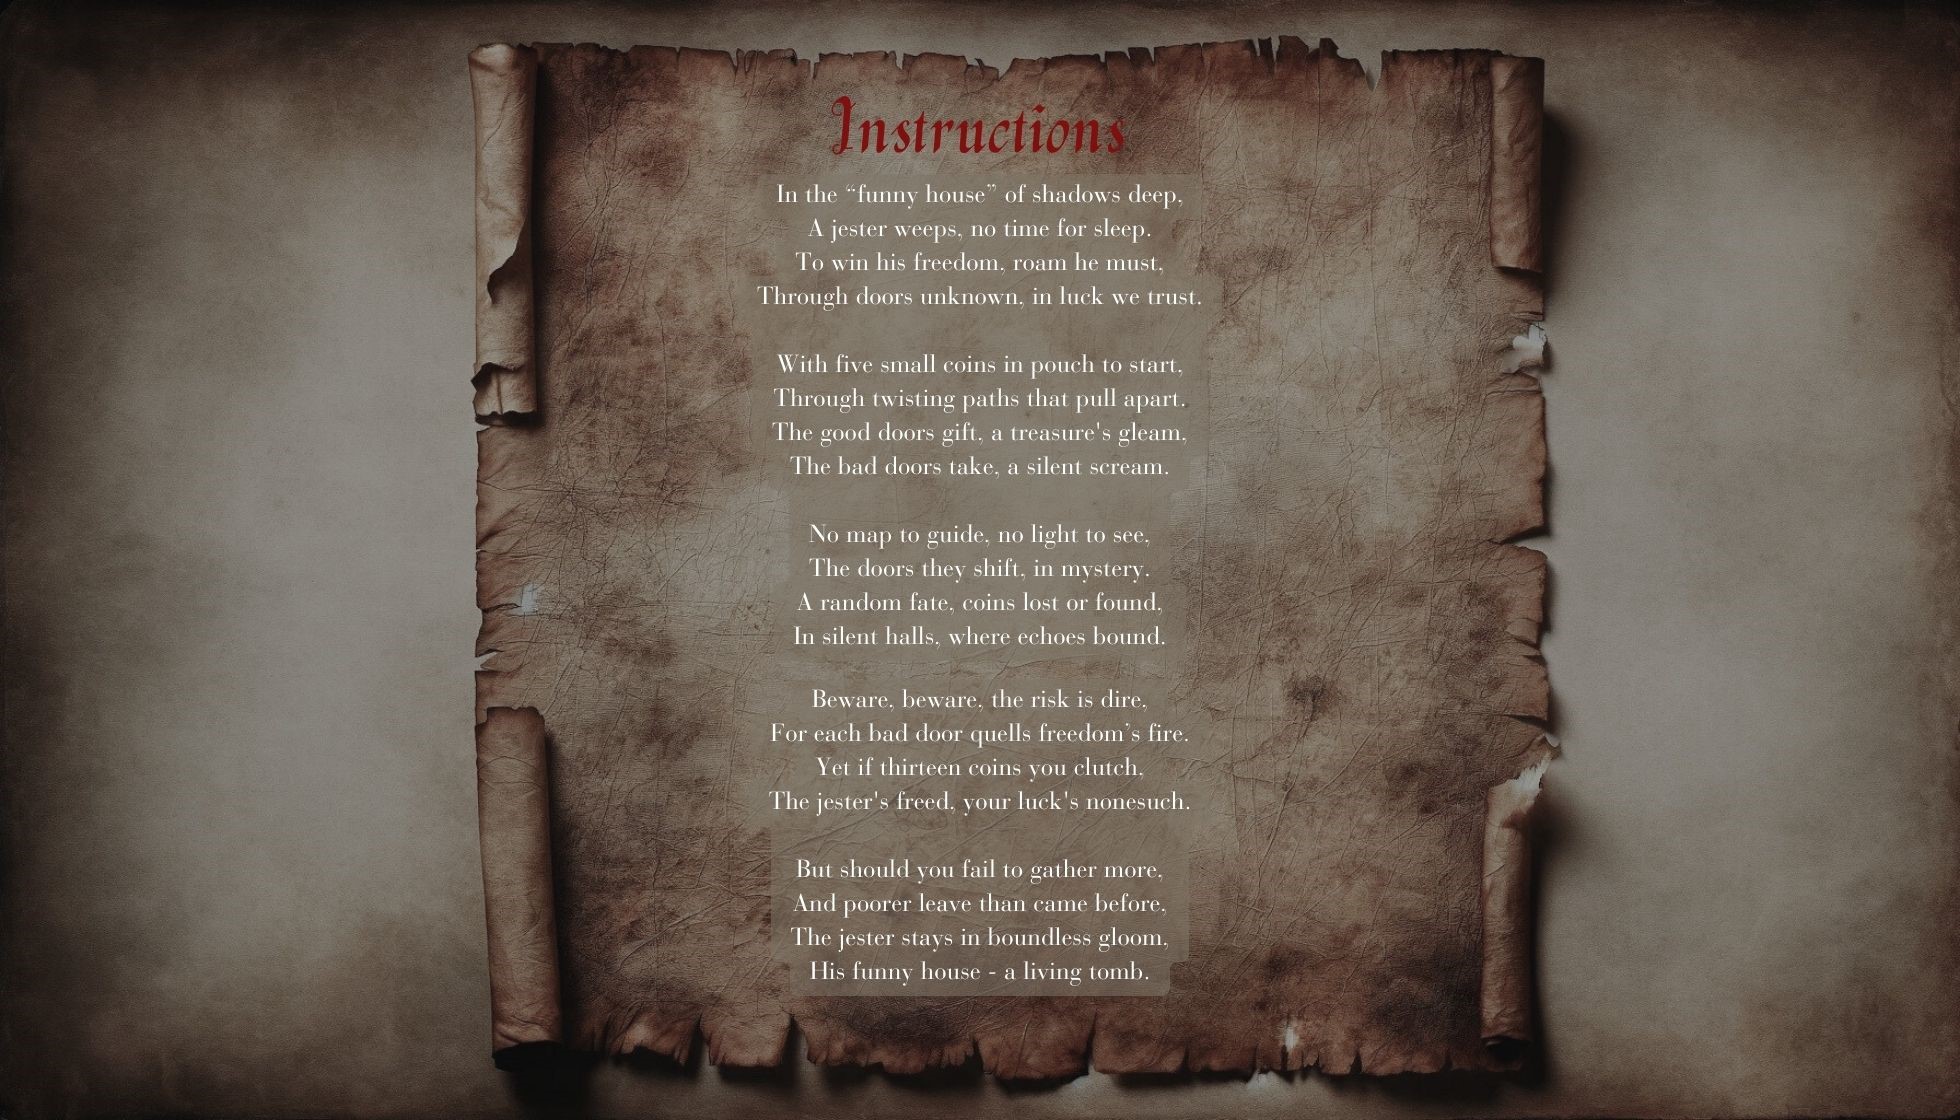 Instructions
In the “funny house” of shadows deep,
A jester weeps, no time for sleep.
To win his freedom, roam he must,
Through doors unknown, in luck we trust.
With five small coins in pouch to start,
Through twisting paths that pull apart.
The good doors gift, a treasure's gleam,
The bad doors take, a silent scream.
No map to guide, no light to see,
The doors they shift, in mystery.
A random fate, coins lost or found,
In silent halls, where echoes bound.
Beware, beware, the risk is dire,
For each bad door quells freedom’s fire.
Yet if thirteen coins you clutch,
The jester's freed, your luck's nonesuch.
But should you fail to gather more,
And poorer leave than came before,
The jester stays in boundless gloom,
His funny house - a living tomb.